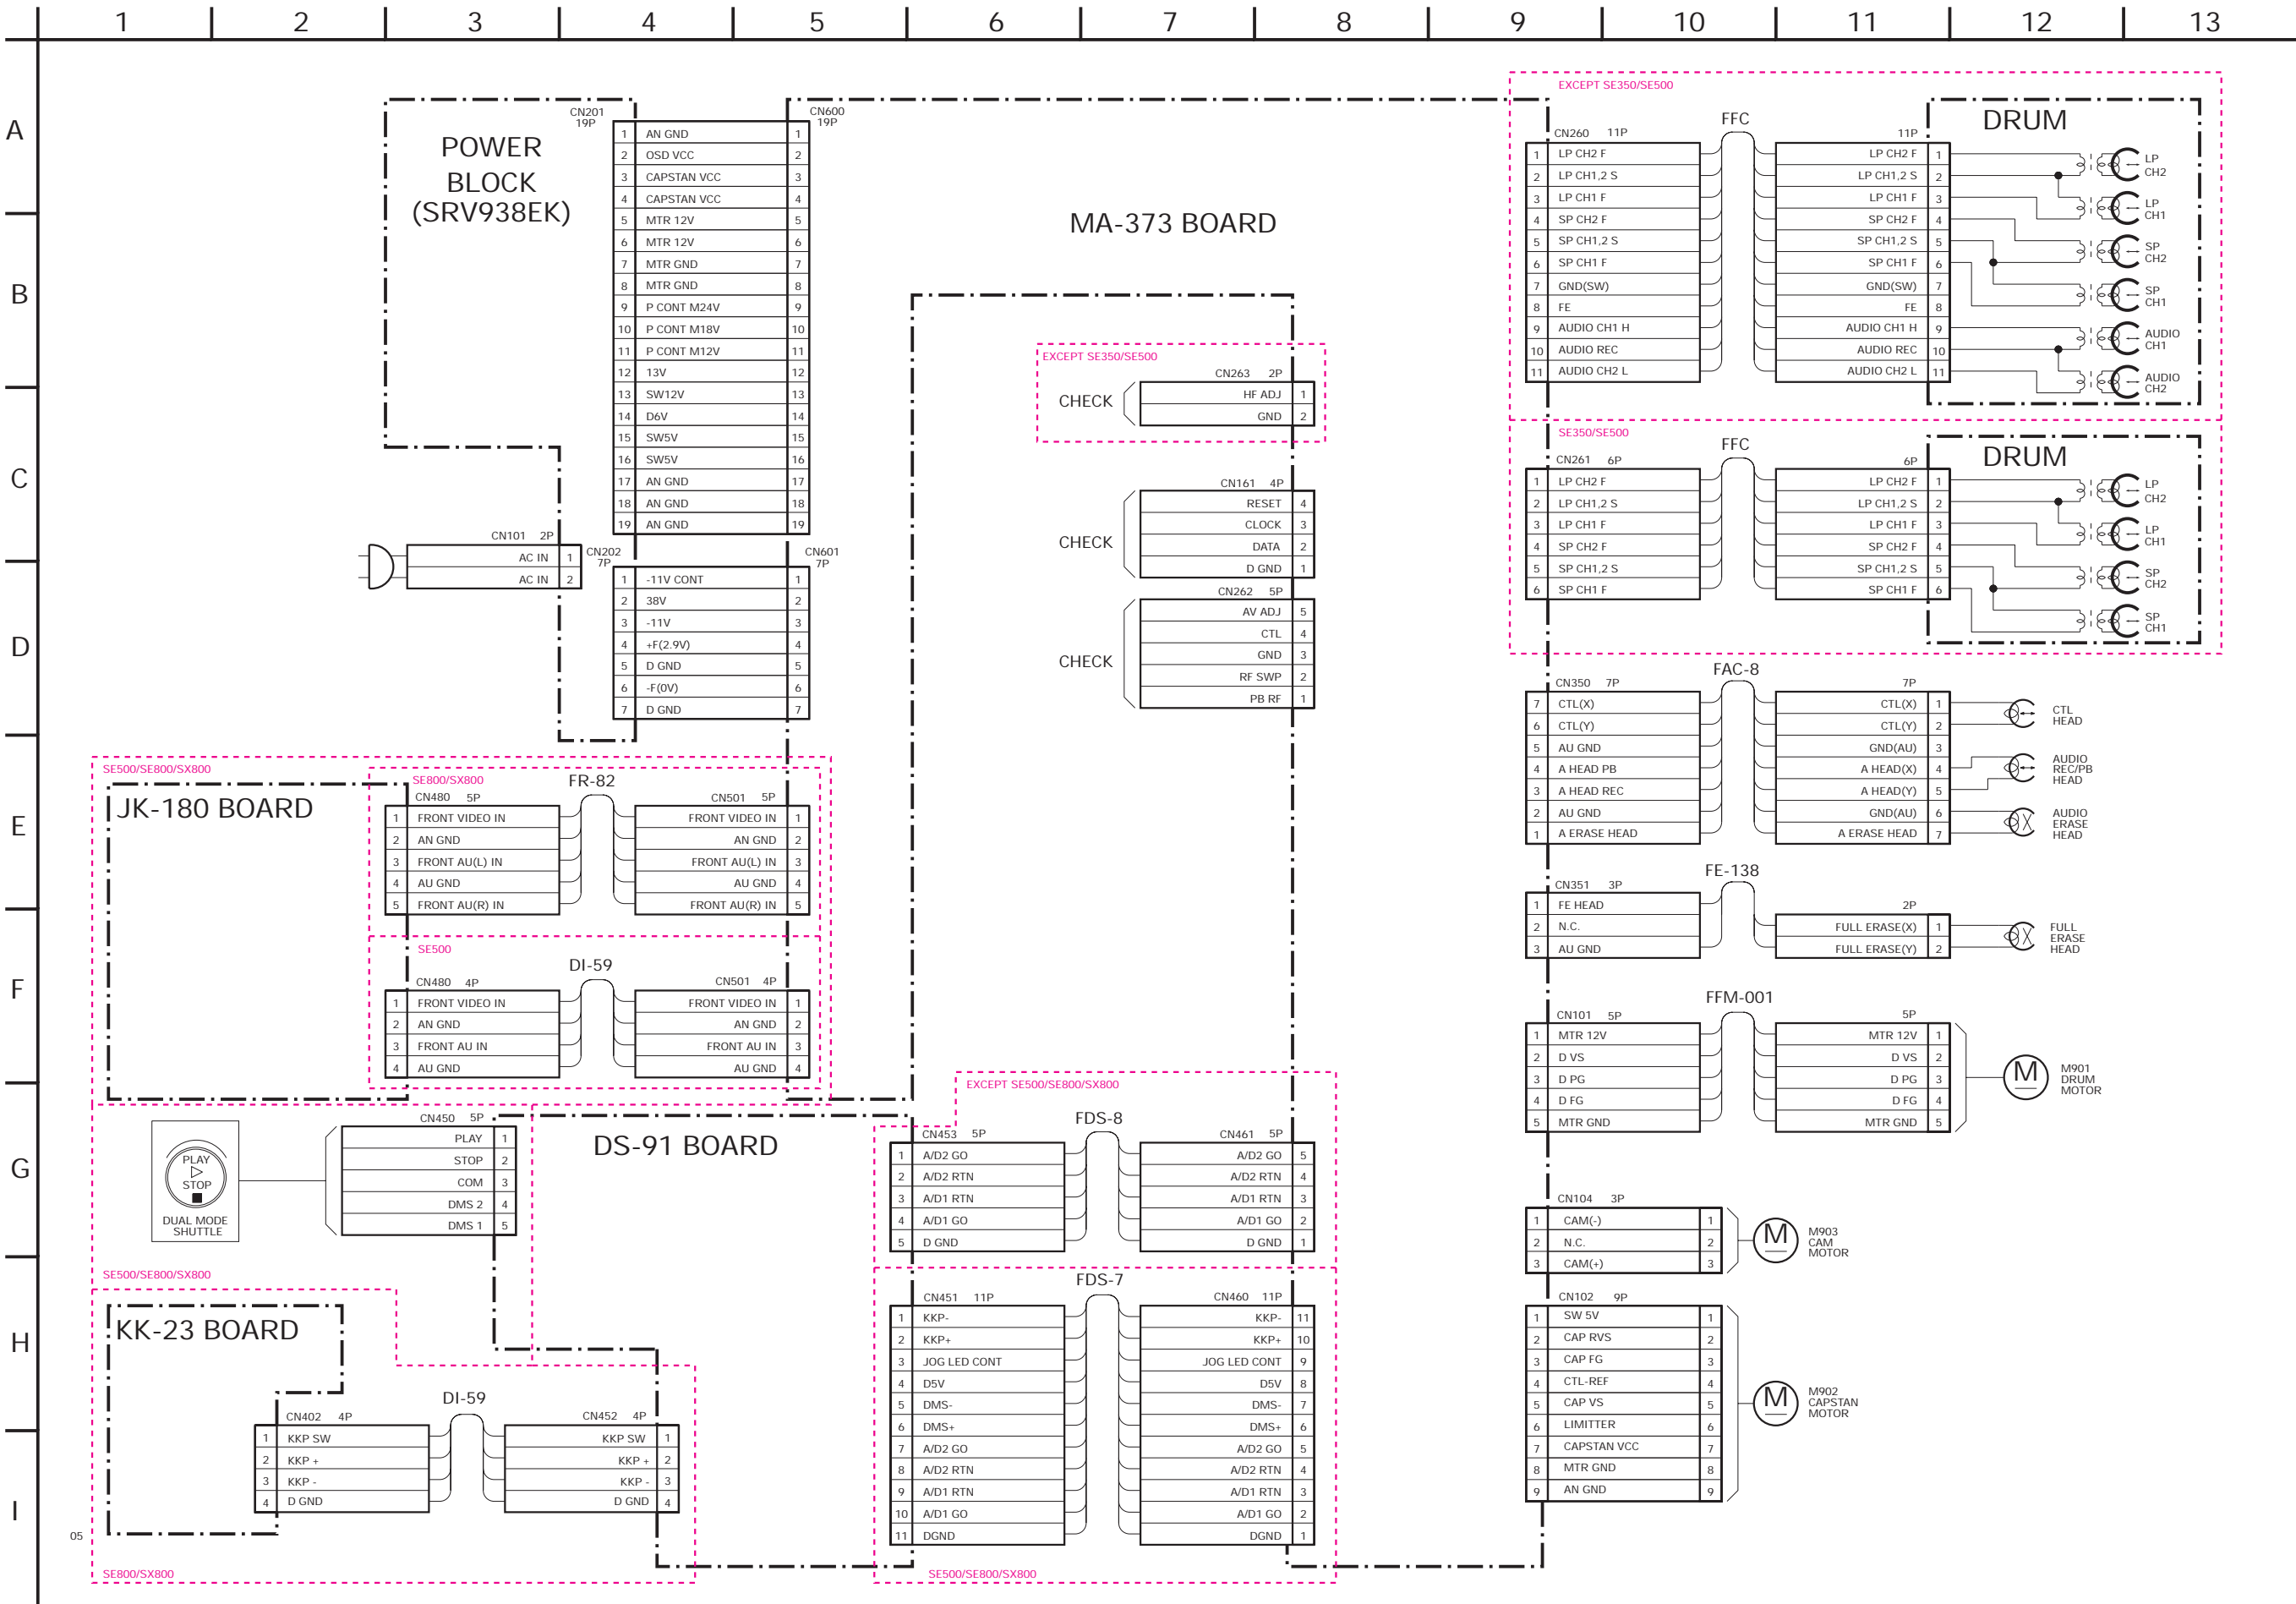 1 2 3 4 5 6 7 8 9 10 11 12 13
A
B
C
D
E
F
G
H
I
POWER
BLOCK
(SRV938EK)
CN201
19P
CN600
19P
1 AN GND 1
2 OSD VCC 2
3 CAPSTAN VCC 3
4 CAPSTAN VCC 4
5 MTR 12V 5
6 MTR 12V 6
7 MTR GND 7
8 MTR GND 8
9 P CONT M24V 9
10 P CONT M18V 10
11 P CONT M12V 11
12 13V 12
13 SW12V 13
14 D6V 14
15 SW5V 15
16 SW5V 16
17 AN GND 17
18 AN GND 18
19 AN GND 19
CN101 2P
AC IN 1
AC IN 2
CN202
7P
CN601
7P
1 -11V CONT 1
2 38V 2
3 -11V 3
4 +F(2.9V) 4
5 D GND 5
6 -F(0V) 6
7 D GND 7
MA-373 BOARD
EXCEPT SE350/SE500
CN263 2P
CHECK
HF ADJ 1
GND 2
CN161 4P
CHECK
RESET 4
CLOCK 3
DATA 2
D GND 1
CN262 5P
CHECK
AV ADJ 5
CTL 4
GND 3
RF SWP 2
PB RF 1
EXCEPT SE350/SE500
FFC
DRUM
CN260 11P
11P
1 LP CH2 F LP CH2 F 1
2 LP CH1,2 S LP CH1,2 S 2
3 LP CH1 F LP CH1 F 3
4 SP CH2 F SP CH2 F 4
5 SP CH1,2 S SP CH1,2 S 5
6 SP CH1 F SP CH1 F 6
7 GND(SW) GND(SW) 7
8 FE FE 8
9 AUDIO CH1 H AUDIO CH1 H 9
10 AUDIO REC AUDIO REC 10
11 AUDIO CH2 L AUDIO CH2 L 11
LP
CH2
LP
CH1
SP
CH2
SP
CH1
AUDIO
CH1
AUDIO
CH2
SE350/SE500
FFC
DRUM
CN261 6P
6P
1 LP CH2 F LP CH2 F 1
2 LP CH1,2 S LP CH1,2 S 2
3 LP CH1 F LP CH1 F 3
4 SP CH2 F SP CH2 F 4
5 SP CH1,2 S SP CH1,2 S 5
6 SP CH1 F SP CH1 F 6
LP
CH2
LP
CH1
SP
CH2
SP
CH1
FAC-8
CN350 7P
7P
7 CTL(X) CTL(X) 1
6 CTL(Y) CTL(Y) 2
5 AU GND GND(AU) 3
4 A HEAD PB A HEAD(X) 4
3 A HEAD REC A HEAD(Y) 5
2 AU GND GND(AU) 6
1 A ERASE HEAD A ERASE HEAD 7
CTL
HEAD
AUDIO
REC/PB
HEAD
AUDIO
ERASE
HEAD
FE-138
CN351 3P
2P
1 FE HEAD
2 N.C. FULL ERASE(X) 1
3 AU GND FULL ERASE(Y) 2
FULL
ERASE
HEAD
FFM-001
CN101 5P
5P
1 MTR 12V MTR 12V 1
2 D VS D VS 2
3 D PG D PG 3
4 D FG D FG 4
5 MTR GND MTR GND 5
M
M901
DRUM
MOTOR
CN104 3P
1 CAM(-) 1
2 N.C. 2
3 CAM(+) 3
M
M903
CAM
MOTOR
CN102 9P
1 SW 5V 1
2 CAP RVS 2
3 CAP FG 3
4 CTL-REF 4
5 CAP VS 5
6 LIMITTER 6
7 CAPSTAN VCC 7
8 MTR GND 8
9 AN GND 9
M
M902
CAPSTAN
MOTOR
SE500/SE800/SX800
JK-180 BOARD
SE800/SX800
FR-82
CN480 5P
CN501 5P
1 FRONT VIDEO IN FRONT VIDEO IN 1
2 AN GND AN GND 2
3 FRONT AU(L) IN FRONT AU(L) IN 3
4 AU GND AU GND 4
5 FRONT AU(R) IN FRONT AU(R) IN 5
SE500
DI-59
CN480 4P
CN501 4P
1 FRONT VIDEO IN FRONT VIDEO IN 1
2 AN GND AN GND 2
3 FRONT AU IN FRONT AU IN 3
4 AU GND AU GND 4
PLAY
STOP
DUAL MODE
SHUTTLE
CN450 5P
PLAY 1
STOP 2
COM 3
DMS 2 4
DMS 1 5
SE500/SE800/SX800
DS-91 BOARD
EXCEPT SE500/SE800/SX800
FDS-8
CN453 5P
CN461 5P
1 A/D2 GO A/D2 GO 5
2 A/D2 RTN A/D2 RTN 4
3 A/D1 RTN A/D1 RTN 3
4 A/D1 GO A/D1 GO 2
5 D GND D GND 1
FDS-7
CN451 11P
CN460 11P
1 KKP- KKP- 11
2 KKP+ KKP+ 10
3 JOG LED CONT JOG LED CONT 9
4 D5V D5V 8
5 DMS- DMS- 7
6 DMS+ DMS+ 6
7 A/D2 GO A/D2 GO 5
8 A/D2 RTN A/D2 RTN 4
9 A/D1 RTN A/D1 RTN 3
10 A/D1 GO A/D1 GO 2
11 DGND DGND 1
SE500/SE800/SX800
KK-23 BOARD
DI-59
CN402 4P
CN452 4P
1 KKP SW KKP SW 1
2 KKP + KKP + 2
3 KKP - KKP - 3
4 D GND D GND 4
05
SE800/SX800